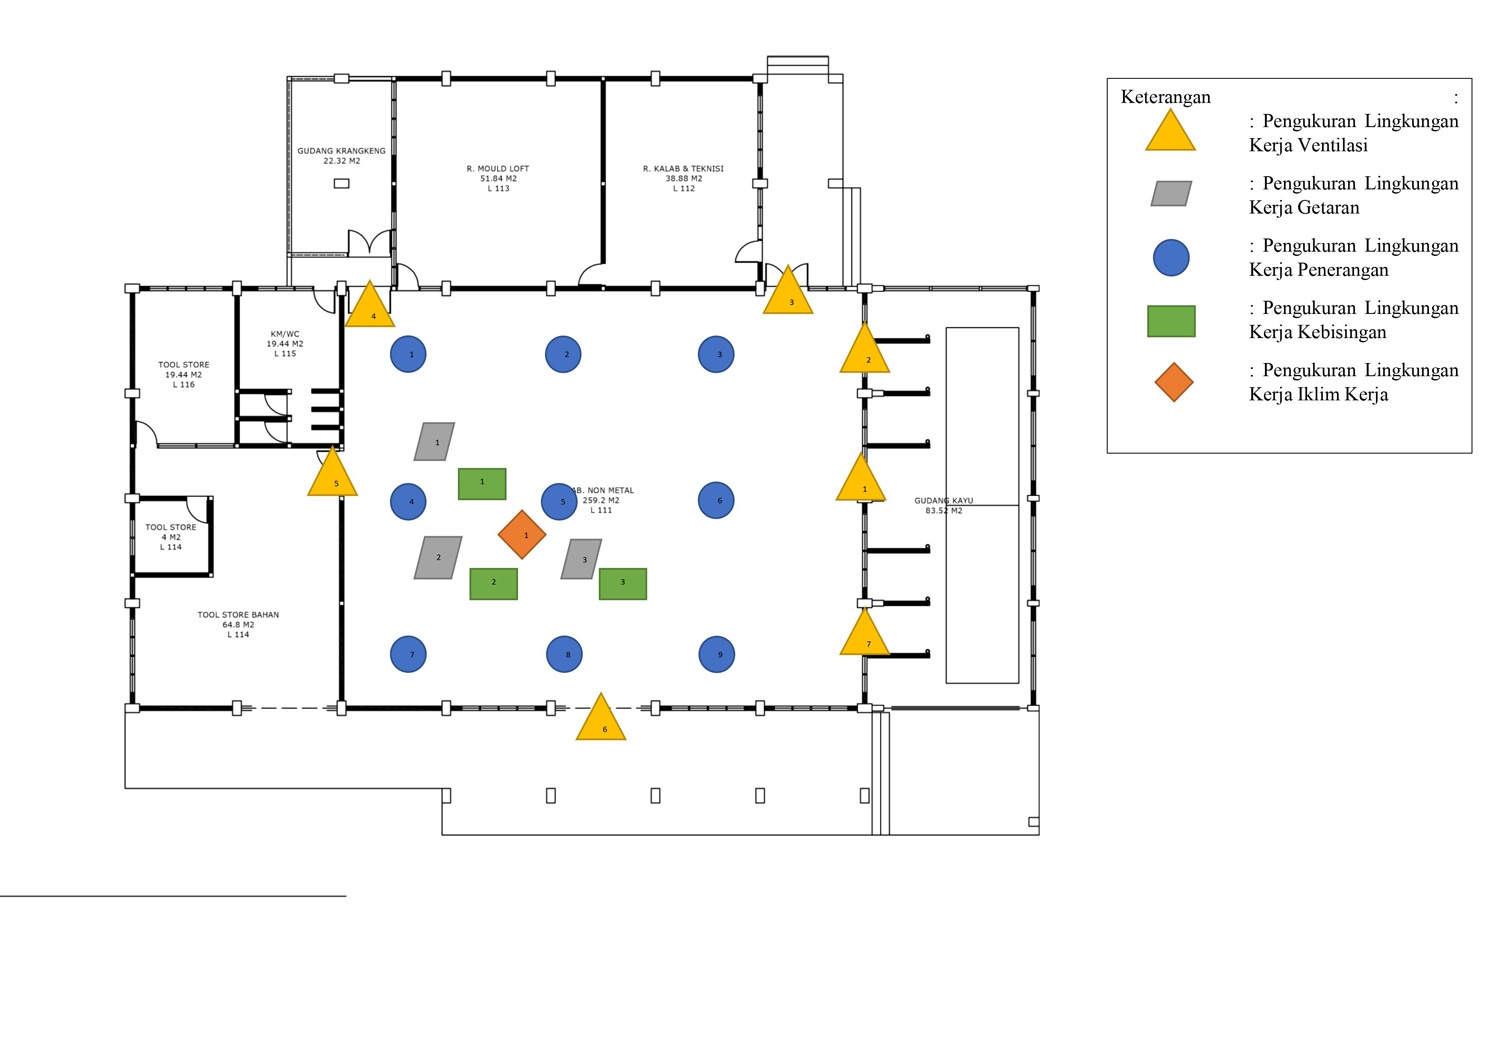 GUDANG KRANGKENG
22.32 M2
R. MOULD LOFT
51.84 M2
L 113
R. KALAB & TEKNISI
38.88 M2
L 112
Keterangan :
: Pengukuran Lingkungan
Kerja Ventilasi
: Pengukuran Lingkungan
Kerja Getaran
: Pengukuran Lingkungan
Kerja Penerangan
: Pengukuran Lingkungan
Kerja Kebisingan
: Pengukuran Lingkungan
Kerja Iklim Kerja
4
3
2
1
5
7
6
KM/WC
19.44 M2
L 115
TOOL STORE
19.44 M2
L 116
TOOL STORE
4 M2
L 114
TOOL STORE BAHAN
64.8 M2
L 114
1
2
3
4
5
6
7
8
9
1
2
3
1
2
3
1
AB. NON METAL
259.2 M2
L 111
GUDANG KAYU
83.52 M2